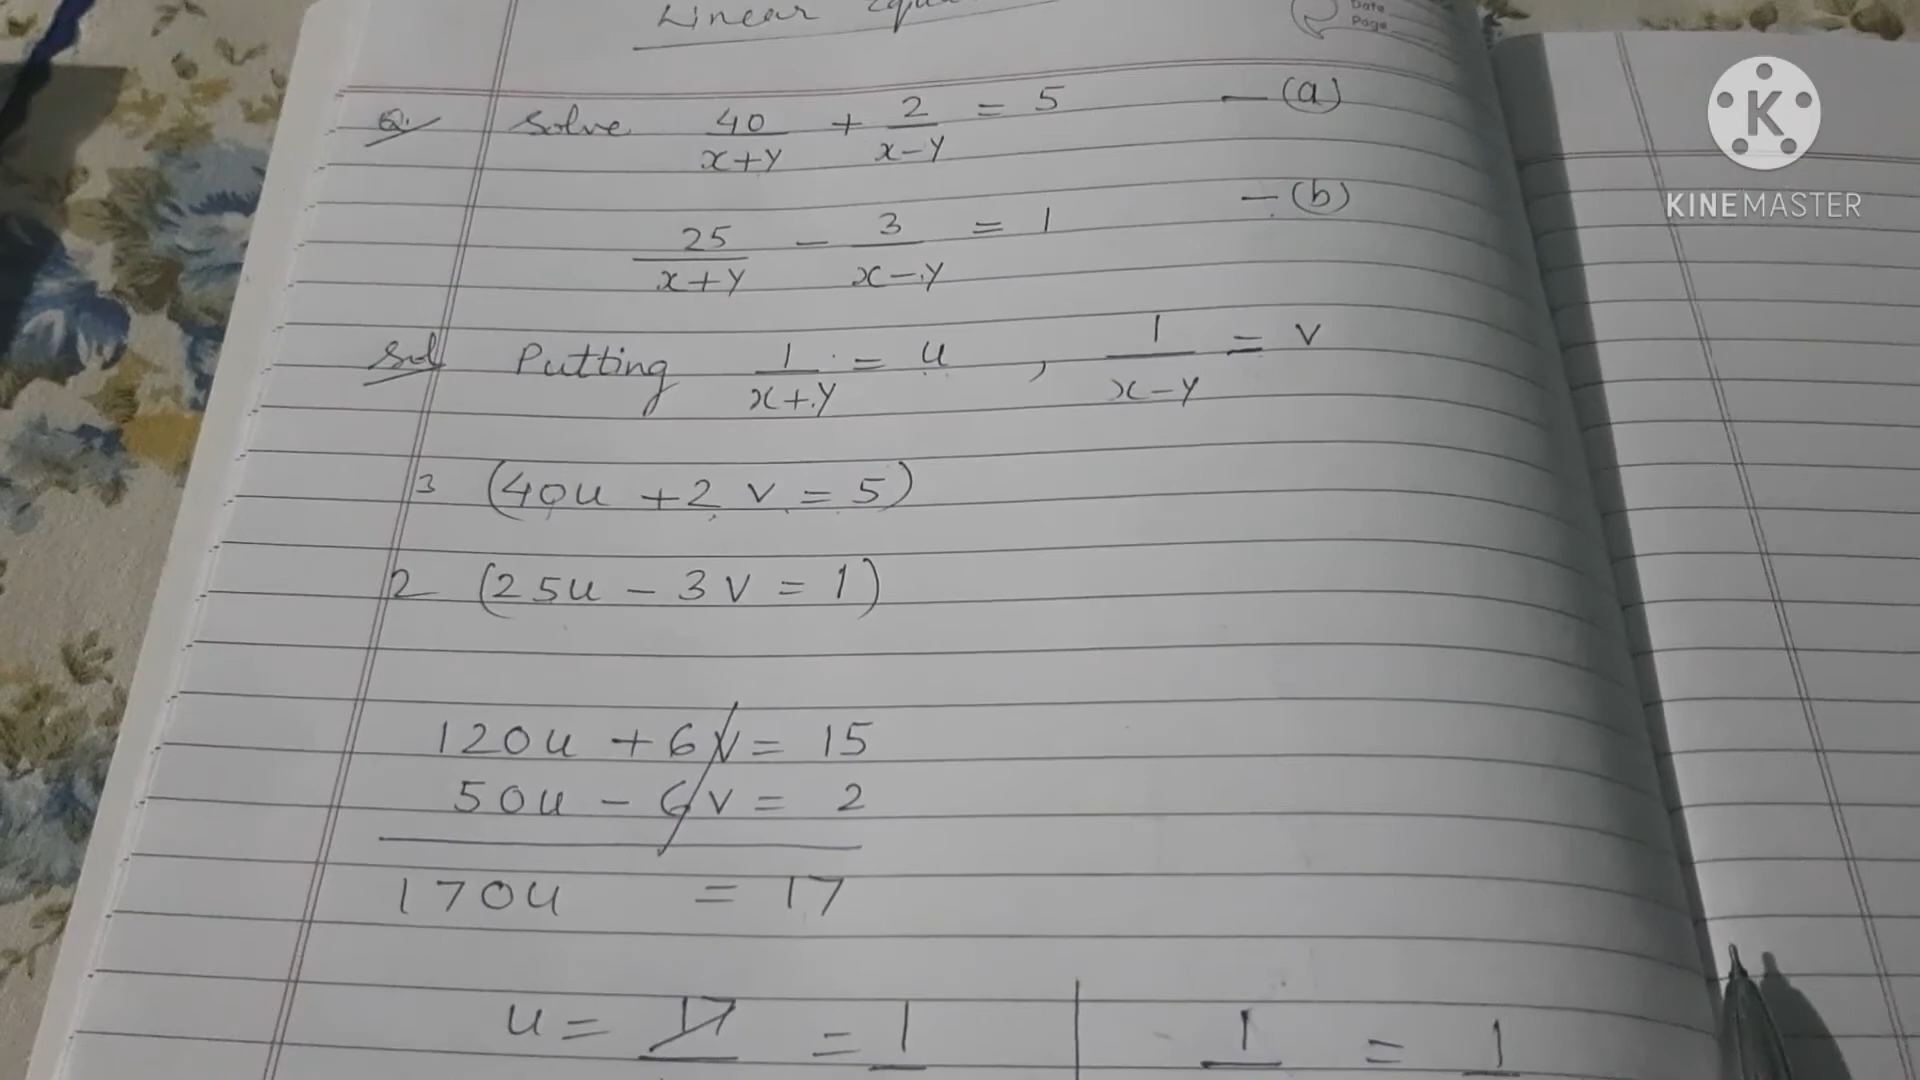 Linear
Date
Page
Q. Solve 40/(x+y) + 2/(x-y) = 5 —(a)
25/(x+y) - 3/(x-y) = 1 —(b)
Sol Putting 1/(x+y) = u , 1/(x-y) = v
3 (40u + 2v = 5)
2 (25u - 3v = 1)
120u + 6v = 15
50u - 6v = 2
170u = 17
u = 17 = 1 | 1 = 1
K
KINEMASTER